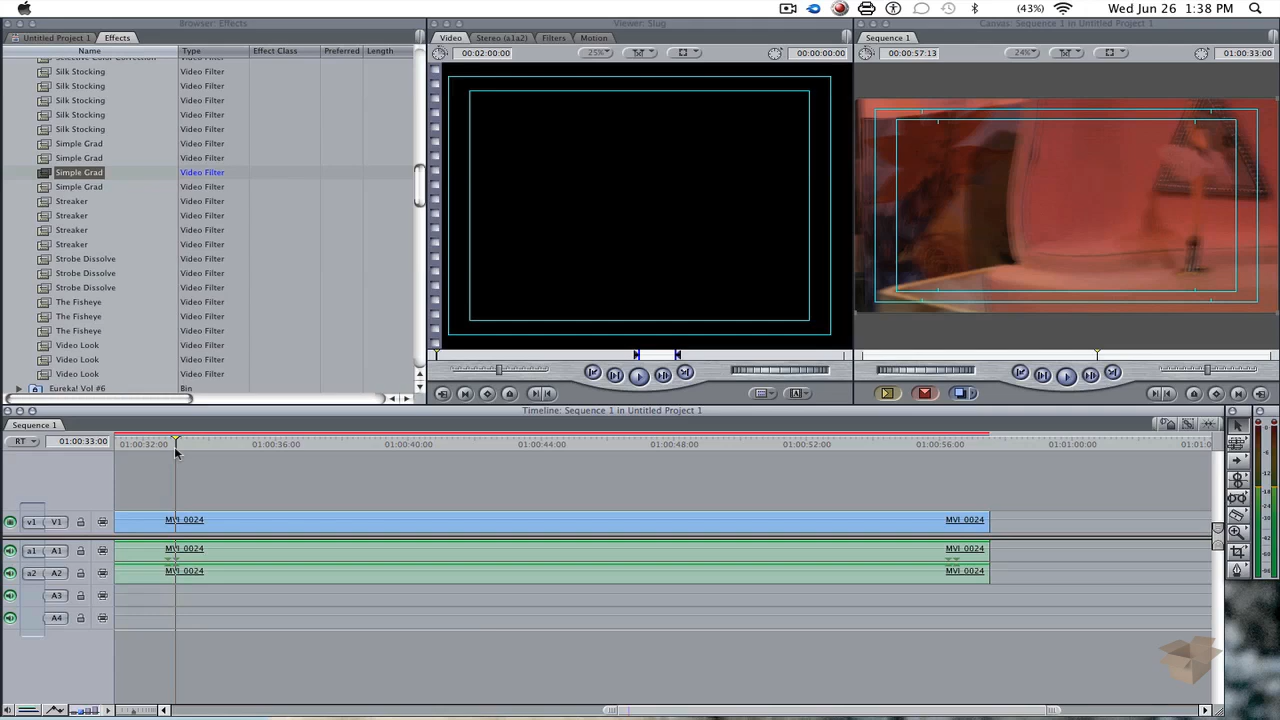 (43%) Wed Jun 26 1:38 PM
Browser: Effects
Viewer: Slug
Canvas: Sequence 1 in Untitled Project 1
Untitled Project 1 Effects
Video Stereo (a1a2) Filters Motion
Sequence 1
Name Type Effect Class Preferred Length
00:02:00:00 25% 00:00:00:00
00:00:57:13 24% 01:00:33:00
Selective Color Correction Video Filter
Silk Stocking Video Filter
Silk Stocking Video Filter
Silk Stocking Video Filter
Silk Stocking Video Filter
Silk Stocking Video Filter
Simple Grad Video Filter
Simple Grad Video Filter
Simple Grad Video Filter
Simple Grad Video Filter
Streaker Video Filter
Streaker Video Filter
Streaker Video Filter
Streaker Video Filter
Strobe Dissolve Video Filter
Strobe Dissolve Video Filter
Strobe Dissolve Video Filter
The Fisheye Video Filter
The Fisheye Video Filter
The Fisheye Video Filter
Video Look Video Filter
Video Look Video Filter
Video Look Video Filter
Eureka! Vol #6 Bin
Timeline: Sequence 1 in Untitled Project 1
Sequence 1
RT 01:00:33:00 01:00:32:00 01:00:36:00 01:00:40:00 01:00:44:00 01:00:48:00 01:00:52:00 01:00:56:00 01:01:00:00 01:01:0
v1 V1 MVI_0024 MVI_0024
a1 A1 MVI_0024 MVI_0024
a2 A2 MVI_0024 MVI_0024
A3
A4